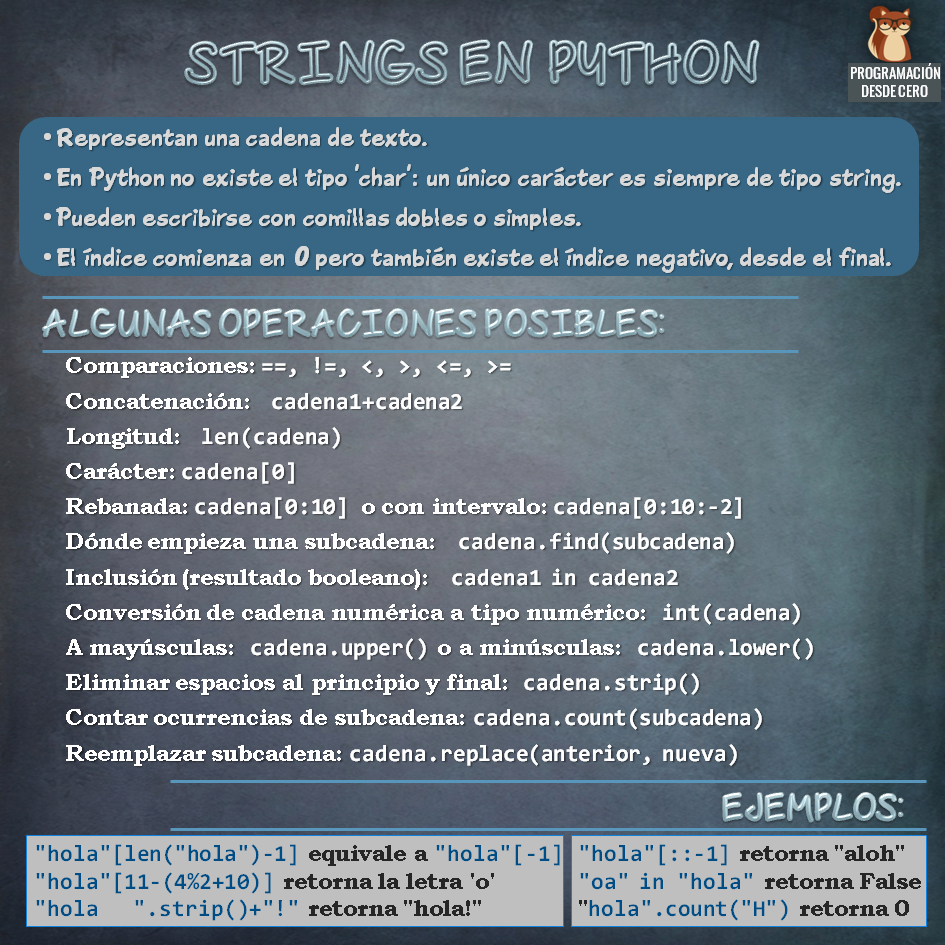 STRINGS EN PYTHON
PROGRAMACIÓN
DESDE CERO
• Representan una cadena de texto.
• En Python no existe el tipo 'char': un único carácter es siempre de tipo string.
• Pueden escribirse con comillas dobles o simples.
• El índice comienza en 0 pero también existe el índice negativo, desde el final.
ALGUNAS OPERACIONES POSIBLES:
Comparaciones: ==, !=, <, >, <=, >=
Concatenación: cadena1+cadena2
Longitud: len(cadena)
Carácter: cadena[0]
Rebanada: cadena[0:10] o con intervalo: cadena[0:10:-2]
Dónde empieza una subcadena: cadena.find(subcadena)
Inclusión (resultado booleano): cadena1 in cadena2
Conversión de cadena numérica a tipo numérico: int(cadena)
A mayúsculas: cadena.upper() o a minúsculas: cadena.lower()
Eliminar espacios al principio y final: cadena.strip()
Contar ocurrencias de subcadena: cadena.count(subcadena)
Reemplazar subcadena: cadena.replace(anterior, nueva)
EJEMPLOS:
"hola"[len("hola")-1] equivale a "hola"[-1]
"hola"[11-(4%2+10)] retorna la letra 'o'
"hola   ".strip()+"!" retorna "hola!"
"hola"[::-1] retorna "aloh"
"oa" in "hola" retorna False
"hola".count("H") retorna 0